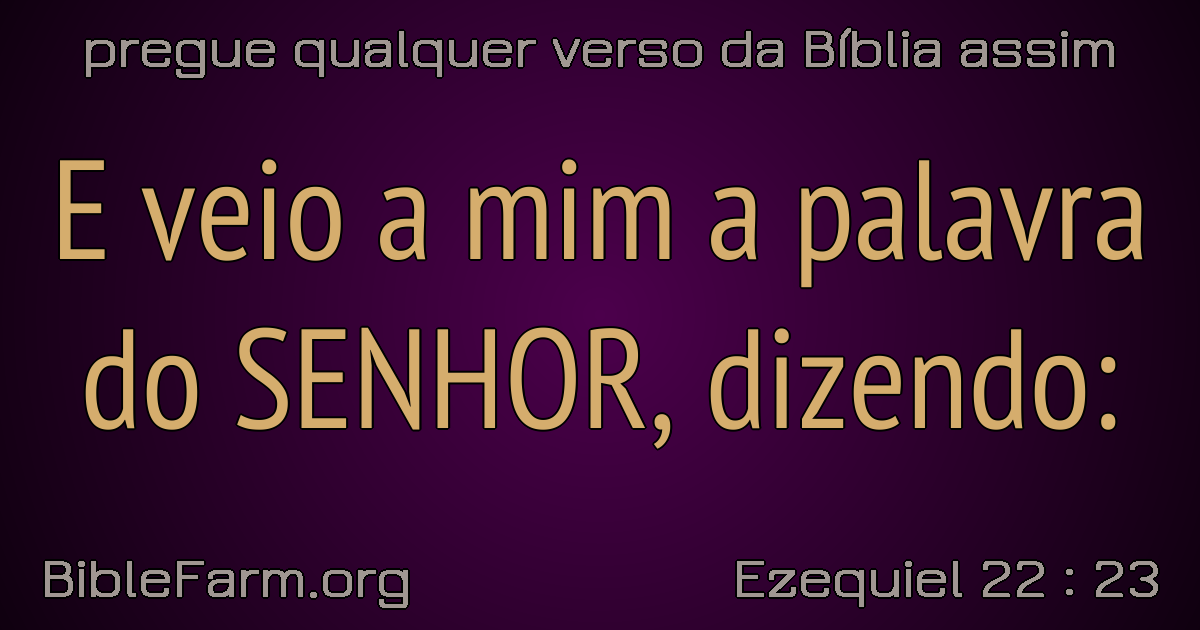 pregue qualquer verso da Bíblia assim
E veio a mim a palavra
do SENHOR, dizendo:
BibleFarm.org
Ezequiel 22 : 23